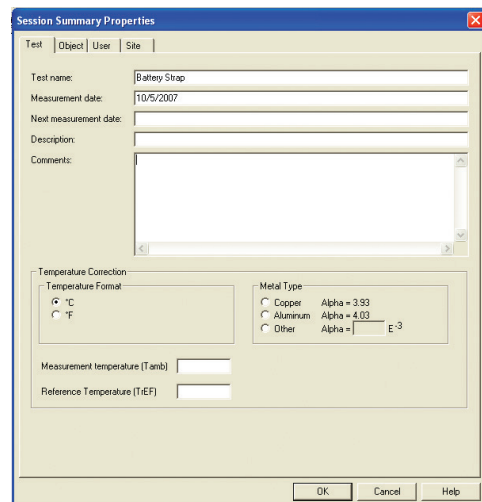 Session Summary Properties
Test Object User Site
Test name: Battery Strap
Measurement date: 10/5/2007
Next measurement date:
Description:
Comments:
Temperature Correction
Temperature Format
°C
°F
Metal Type
Copper Alpha = 3.93
Aluminum Alpha = 4.03
Other Alpha = E-3
Measurement temperature (Tamb)
Reference Temperature (TrEF)
OK Cancel Help